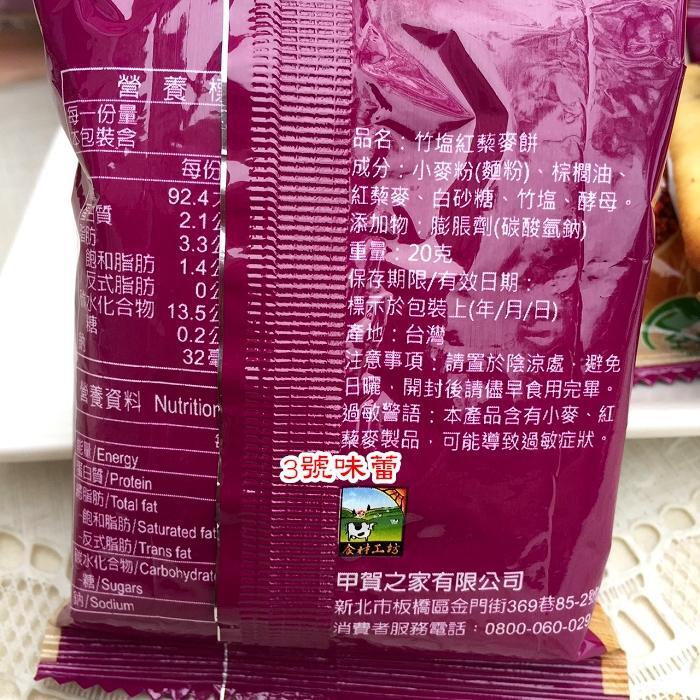 營養標
每一份量
本包裝含
每份
92.4大
質 2.1公
脂肪 3.3公
飽和脂肪 1.4公
反式脂肪 0公
碳水化合物 13.5公
糖 0.2公
鈉 32毫
營養資料 Nutrition
能量/Energy
蛋白質/Protein
總脂肪/Total fat
-飽和脂肪/Saturated fat
-反式脂肪/Trans fat
碳水化合物/Carbohydrate
-糖/Sugars
鈉/Sodium
品名：竹塩紅藜麥餅
成分：小麥粉(麵粉)、棕櫚油、
紅藜麥、白砂糖、竹塩、酵母。
添加物：膨脹劑(碳酸氫鈉)
重量：20克
保存期限/有效日期：
標示於包裝上(年/月/日)
產地：台灣
注意事項：請置於陰涼處、避免
日曬，開封後請儘早食用完畢。
過敏警語：本產品含有小麥、紅
藜麥製品，可能導致過敏症狀。
3號味蕾
食材工坊
甲賀之家有限公司
新北市板橋區金門街369巷85-2號
消費者服務電話：0800-060-029